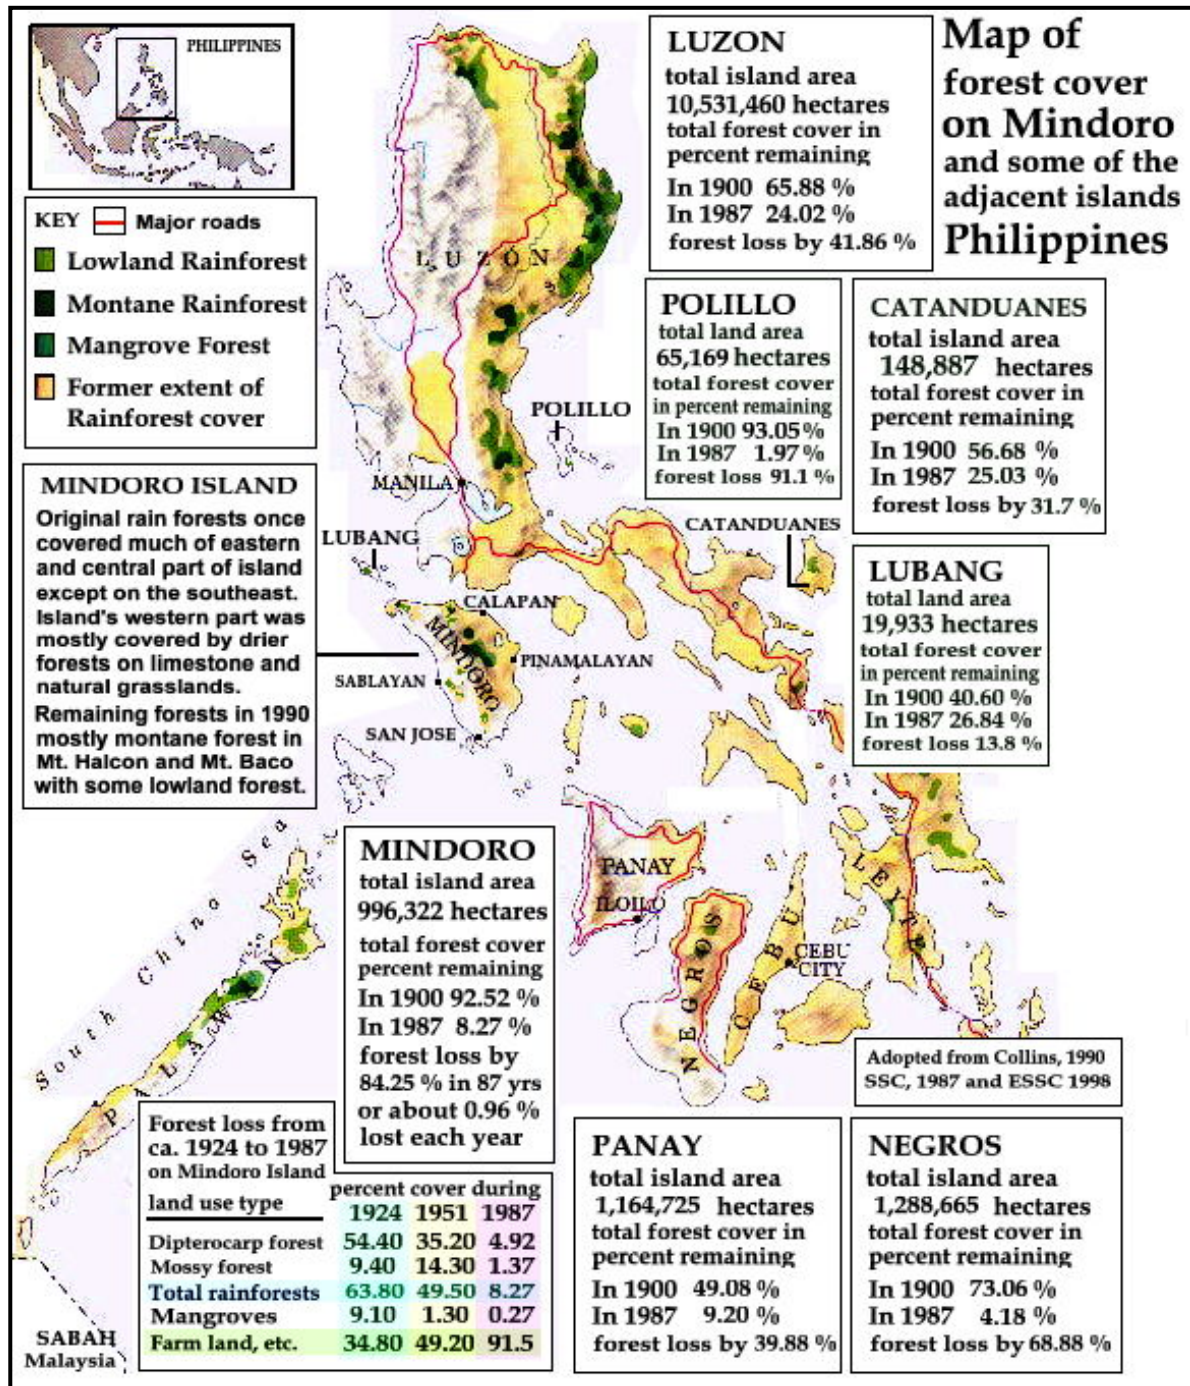 PHILIPPINES
KEY Major roads
Lowland Rainforest
Montane Rainforest
Mangrove Forest
Former extent of
Rainforest cover
MINDORO ISLAND
Original rain forests once
covered much of eastern
and central part of island
except on the southeast.
Island's western part was
mostly covered by drier
forests on limestone and
natural grasslands.
Remaining forests in 1990
mostly montane forest in
Mt. Halcon and Mt. Baco
with some lowland forest.
LUZON
total island area
10,531,460 hectares
total forest cover in
percent remaining
In 1900 65.88 %
In 1987 24.02 %
forest loss by 41.86 %
Map of
forest cover
on Mindoro
and some of the
adjacent islands
Philippines
POLILLO
total land area
65,169 hectares
total forest cover
in percent remaining
In 1900 93.05%
In 1987 1.97 %
forest loss 91.1 %
CATANDUANES
total island area
148,887 hectares
total forest cover in
percent remaining
In 1900 56.68 %
In 1987 25.03 %
forest loss by 31.7 %
LUBANG
total land area
19,933 hectares
total forest cover
in percent remaining
In 1900 40.60 %
In 1987 26.84 %
forest loss 13.8 %
LUZON
POLILLO
MANILA
LUBANG
CATANDUANES
CALAPAN
MINDORO
PINAMALAYAN
SABLAYAN
SAN JOSE
PANAY
ILOILO
NEGROS
CEBU
CEBU
CITY
LEYTE
South China Sea
PALAWAN
SABAH
Malaysia
MINDORO
total island area
996,322 hectares
total forest cover
percent remaining
In 1900 92.52 %
In 1987 8.27 %
forest loss by
84.25 % in 87 yrs
or about 0.96 %
lost each year
Adopted from Collins, 1990
SSC, 1987 and ESSC 1998
Forest loss from
ca. 1924 to 1987
on Mindoro Island
land use type percent cover during
1924 1951 1987
Dipterocarp forest 54.40 35.20 4.92
Mossy forest 9.40 14.30 1.37
Total rainforests 63.80 49.50 8.27
Mangroves 9.10 1.30 0.27
Farm land, etc. 34.80 49.20 91.5
PANAY
total island area
1,164,725 hectares
total forest cover in
percent remaining
In 1900 49.08 %
In 1987 9.20 %
forest loss by 39.88 %
NEGROS
total island area
1,288,665 hectares
total forest cover in
percent remaining
In 1900 73.06 %
In 1987 4.18 %
forest loss by 68.88 %